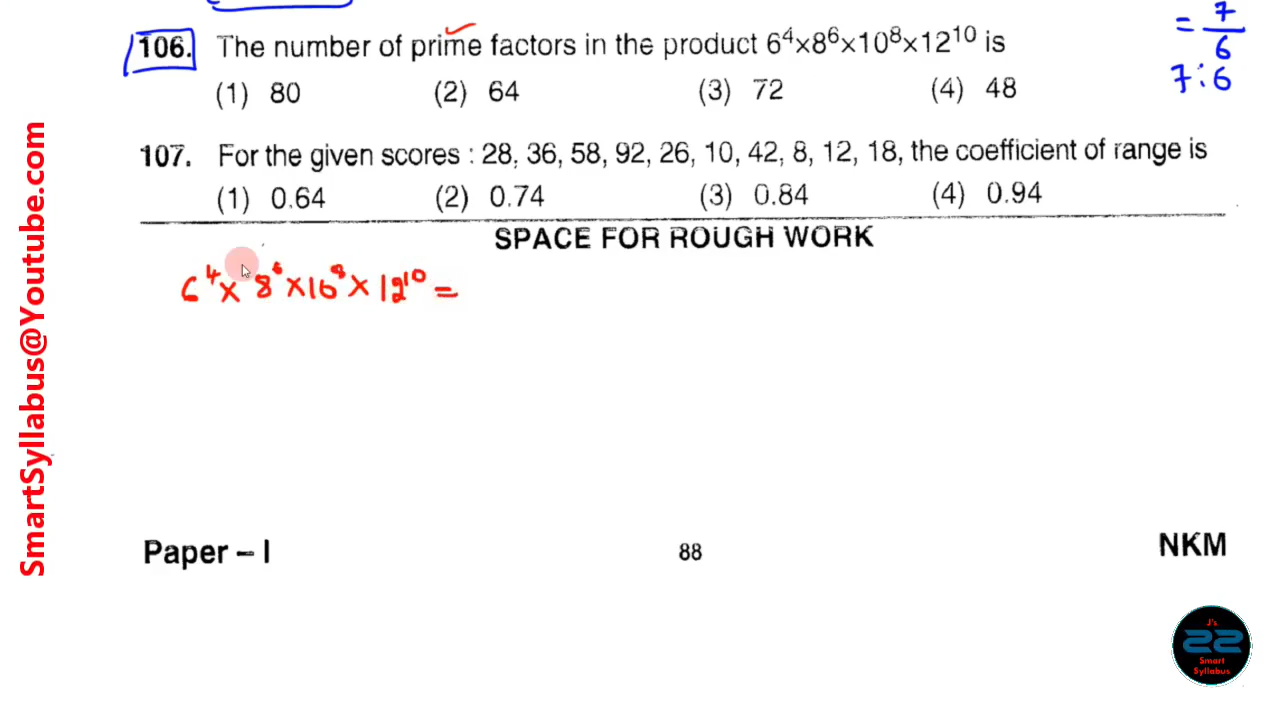 = 7/6
7:6
106. The number of prime factors in the product 6⁴×8⁶×10⁸×12¹⁰ is
(1) 80 (2) 64 (3) 72 (4) 48
107. For the given scores : 28, 36, 58, 92, 26, 10, 42, 8, 12, 18, the coefficient of range is
(1) 0.64 (2) 0.74 (3) 0.84 (4) 0.94
SPACE FOR ROUGH WORK
6⁴× 8⁶ ×10⁸ × 12¹⁰ =
Paper – I 88 NKM
SmartSyllabus@Youtube.com
J's
22
Smart
Syllabus